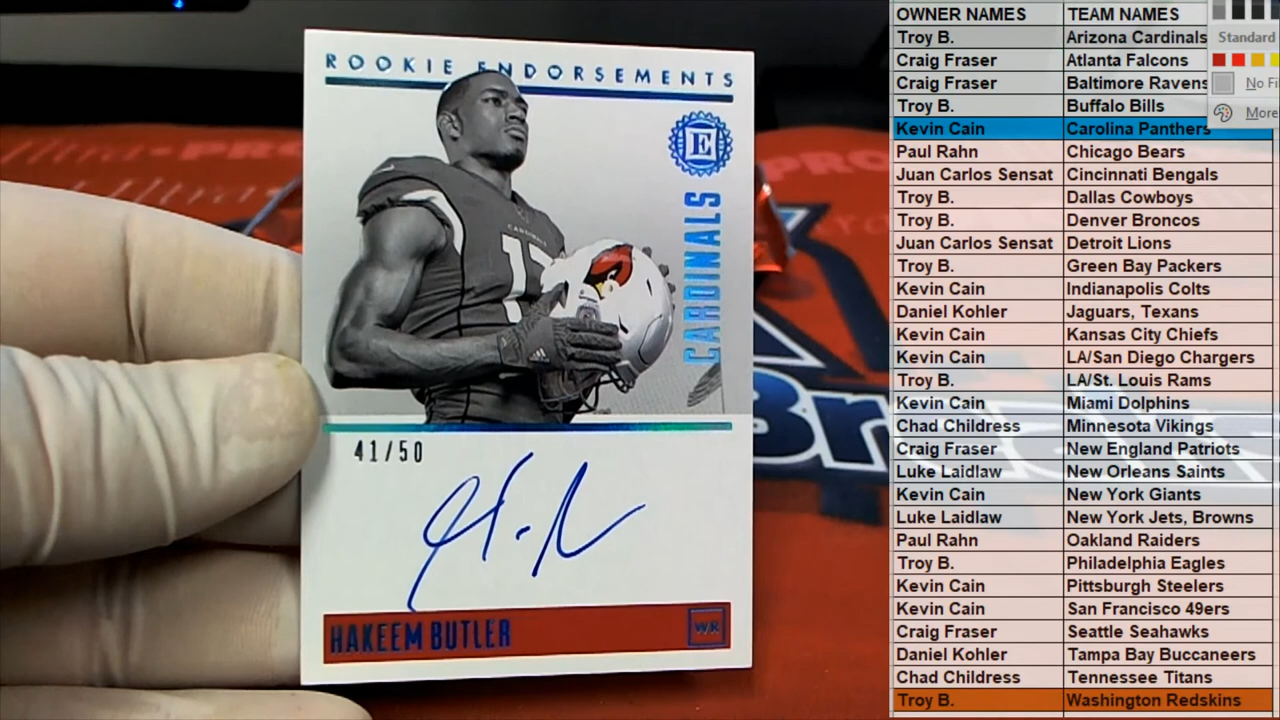 ROOKIE ENDORSEMENTS
E
CARDINALS
CARDINALS
41/50
HAKEEM BUTLER
WR
PRO
Br
OWNER NAMES TEAM NAMES
Troy B. Arizona Cardinals
Craig Fraser Atlanta Falcons
Craig Fraser Baltimore Ravens
Troy B. Buffalo Bills
Kevin Cain Carolina Panthers
Paul Rahn Chicago Bears
Juan Carlos Sensat Cincinnati Bengals
Troy B. Dallas Cowboys
Troy B. Denver Broncos
Juan Carlos Sensat Detroit Lions
Troy B. Green Bay Packers
Kevin Cain Indianapolis Colts
Daniel Kohler Jaguars, Texans
Kevin Cain Kansas City Chiefs
Kevin Cain LA/San Diego Chargers
Troy B. LA/St. Louis Rams
Kevin Cain Miami Dolphins
Chad Childress Minnesota Vikings
Craig Fraser New England Patriots
Luke Laidlaw New Orleans Saints
Kevin Cain New York Giants
Luke Laidlaw New York Jets, Browns
Paul Rahn Oakland Raiders
Troy B. Philadelphia Eagles
Kevin Cain Pittsburgh Steelers
Kevin Cain San Francisco 49ers
Craig Fraser Seattle Seahawks
Daniel Kohler Tampa Bay Buccaneers
Chad Childress Tennessee Titans
Troy B. Washington Redskins
Standard
No Fi
More